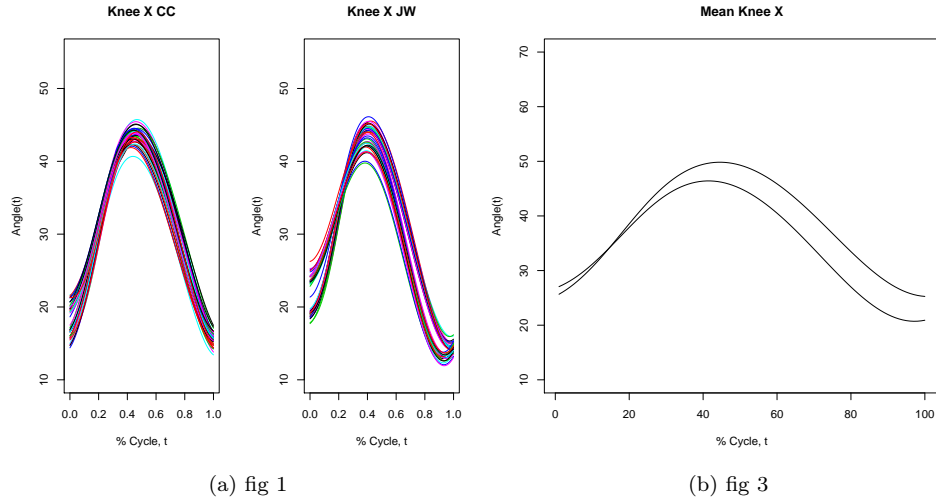 Knee X CC
Angle(t)
50
40
30
20
10
0.0 0.2 0.4 0.6 0.8 1.0
% Cycle, t
Knee X JW
Angle(t)
50
40
30
20
10
0.0 0.2 0.4 0.6 0.8 1.0
% Cycle, t
(a) fig 1
Mean Knee X
Angle(t)
70
60
50
40
30
20
10
0 20 40 60 80 100
% Cycle, t
(b) fig 3